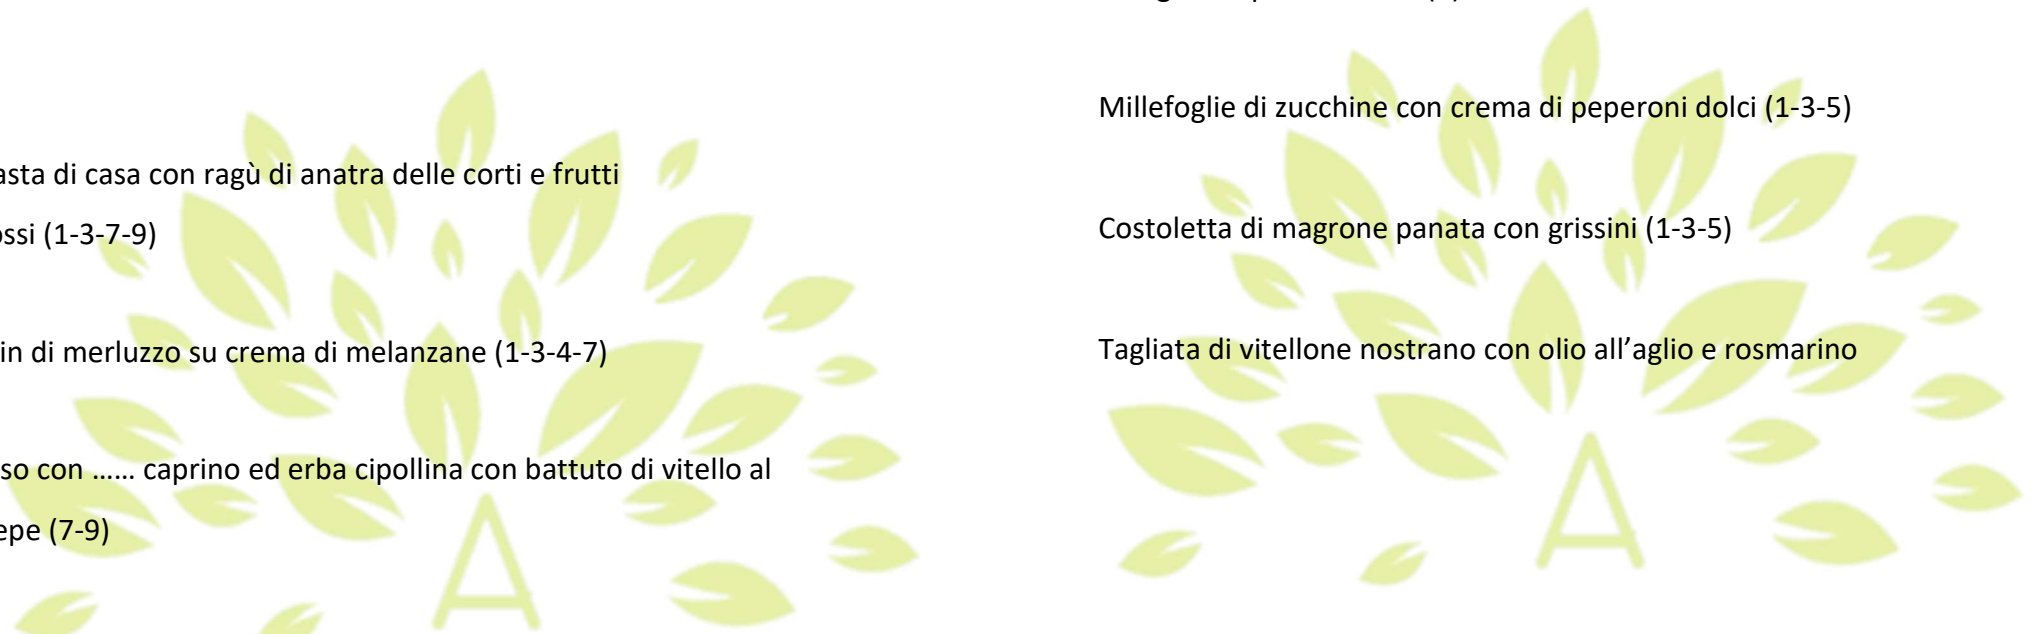 asta di casa con ragù di anatra delle corti e frutti
ossi (1-3-7-9)
in di merluzzo su crema di melanzane (1-3-4-7)
so con …… caprino ed erba cipollina con battuto di vitello al
epe (7-9)
Millefoglie di zucchine con crema di peperoni dolci (1-3-5)
Costoletta di magrone panata con grissini (1-3-5)
Tagliata di vitellone nostrano con olio all’aglio e rosmarino
A
A